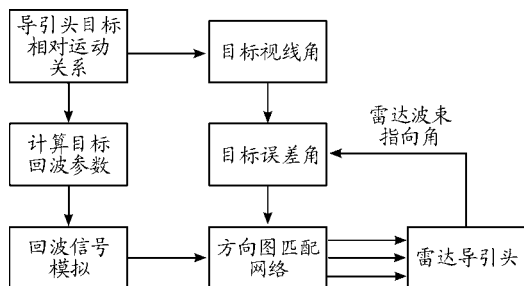 导引头目标
相对运动
关系
目标视线角
计算目标
回波参数
目标误差角
雷达波束
指向角
回波信号
模拟
方向图匹配
网络
雷达导引头